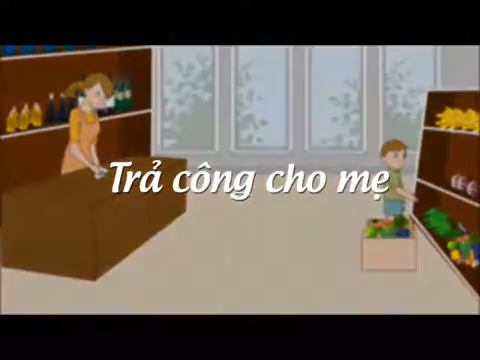 Trả công cho mẹ